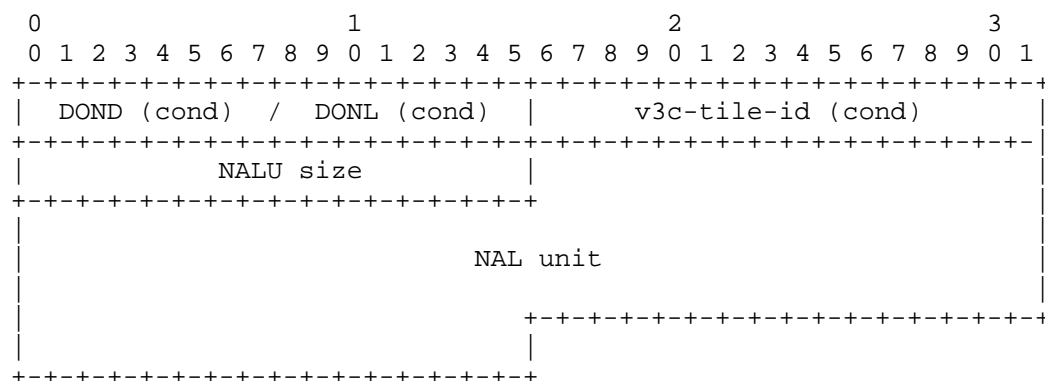 0                   1                   2                   3
 0 1 2 3 4 5 6 7 8 9 0 1 2 3 4 5 6 7 8 9 0 1 2 3 4 5 6 7 8 9 0 1
+-+-+-+-+-+-+-+-+-+-+-+-+-+-+-+-+-+-+-+-+-+-+-+-+-+-+-+-+-+-+-+-+
|  DOND (cond)  /  DONL (cond)  |      v3c-tile-id (cond)       |
+-+-+-+-+-+-+-+-+-+-+-+-+-+-+-+-+-+-+-+-+-+-+-+-+-+-+-+-+-+-+-+-|
|            NALU size          |                               |
+-+-+-+-+-+-+-+-+-+-+-+-+-+-+-+-+                               |
|                                                               |
|                            NAL unit                           |
|                                                               |
|                               +-+-+-+-+-+-+-+-+-+-+-+-+-+-+-+-+
|                               |
+-+-+-+-+-+-+-+-+-+-+-+-+-+-+-+-+